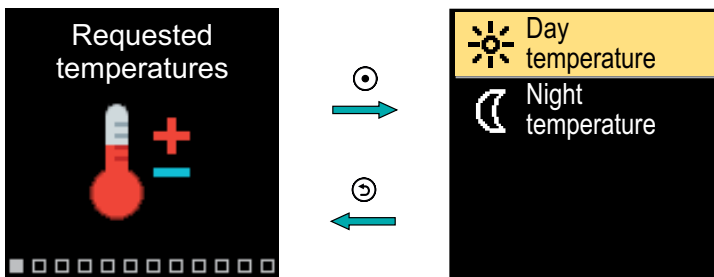 Requested
temperatures
Day
temperature
Night
temperature